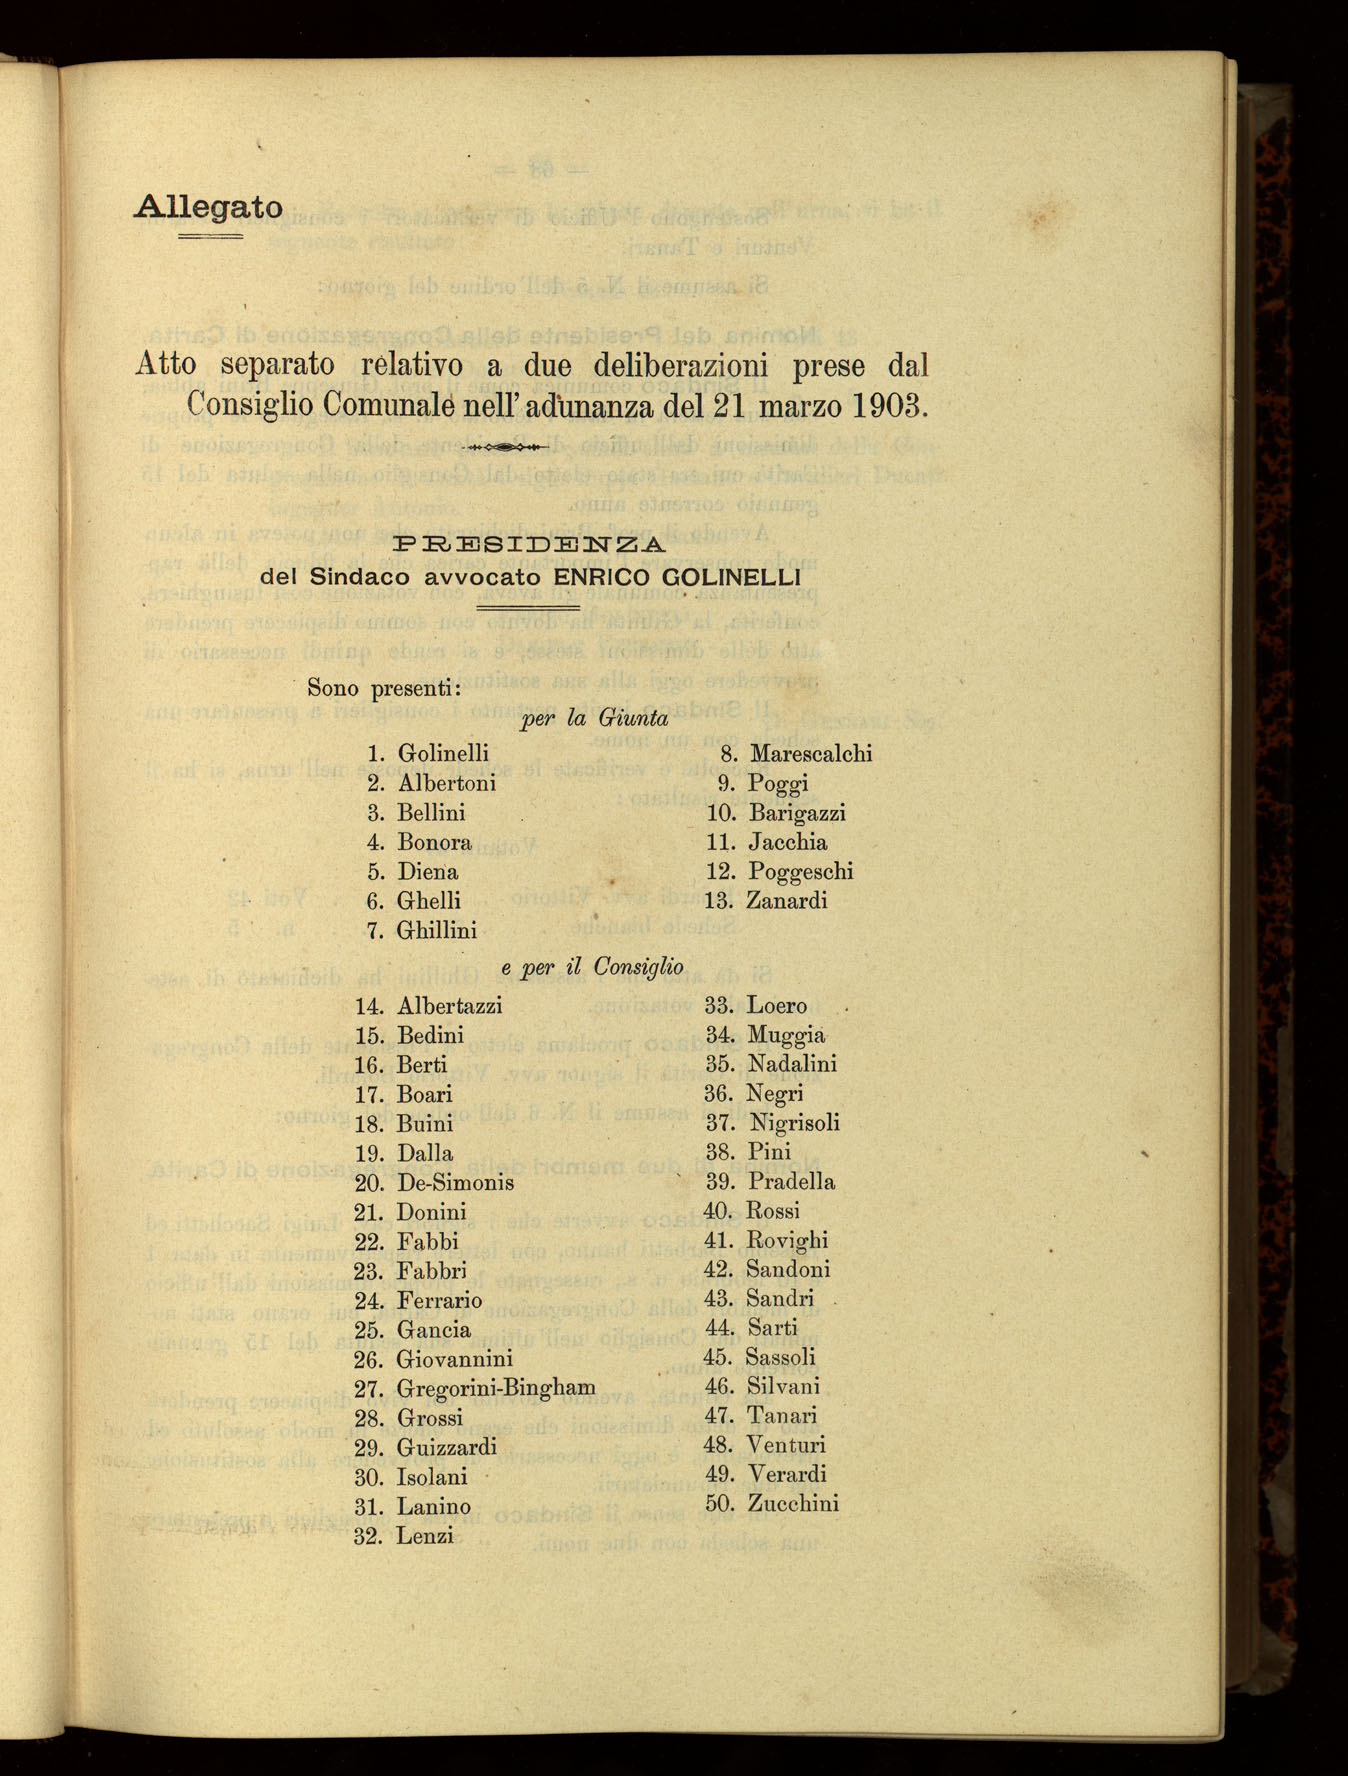 Allegato
Atto separato relativo a due deliberazioni prese dal
Consiglio Comunale nell' adunanza del 21 marzo 1903.
PRESIDENZA
del Sindaco avvocato ENRICO GOLINELLI
Sono presenti:
per la Giunta
1. Golinelli
2. Albertoni
3. Bellini
4. Bonora
5. Diena
6. Ghelli
7. Ghillini
8. Marescalchi
9. Poggi
10. Barigazzi
11. Jacchia
12. Poggeschi
13. Zanardi
e per il Consiglio
14. Albertazzi
15. Bedini
16. Berti
17. Boari
18. Buini
19. Dalla
20. De-Simonis
21. Donini
22. Fabbi
23. Fabbri
24. Ferrario
25. Gancia
26. Giovannini
27. Gregorini-Bingham
28. Grossi
29. Guizzardi
30. Isolani
31. Lanino
32. Lenzi
33. Loero
34. Muggia
35. Nadalini
36. Negri
37. Nigrisoli
38. Pini
39. Pradella
40. Rossi
41. Rovighi
42. Sandoni
43. Sandri
44. Sarti
45. Sassoli
46. Silvani
47. Tanari
48. Venturi
49. Verardi
50. Zucchini